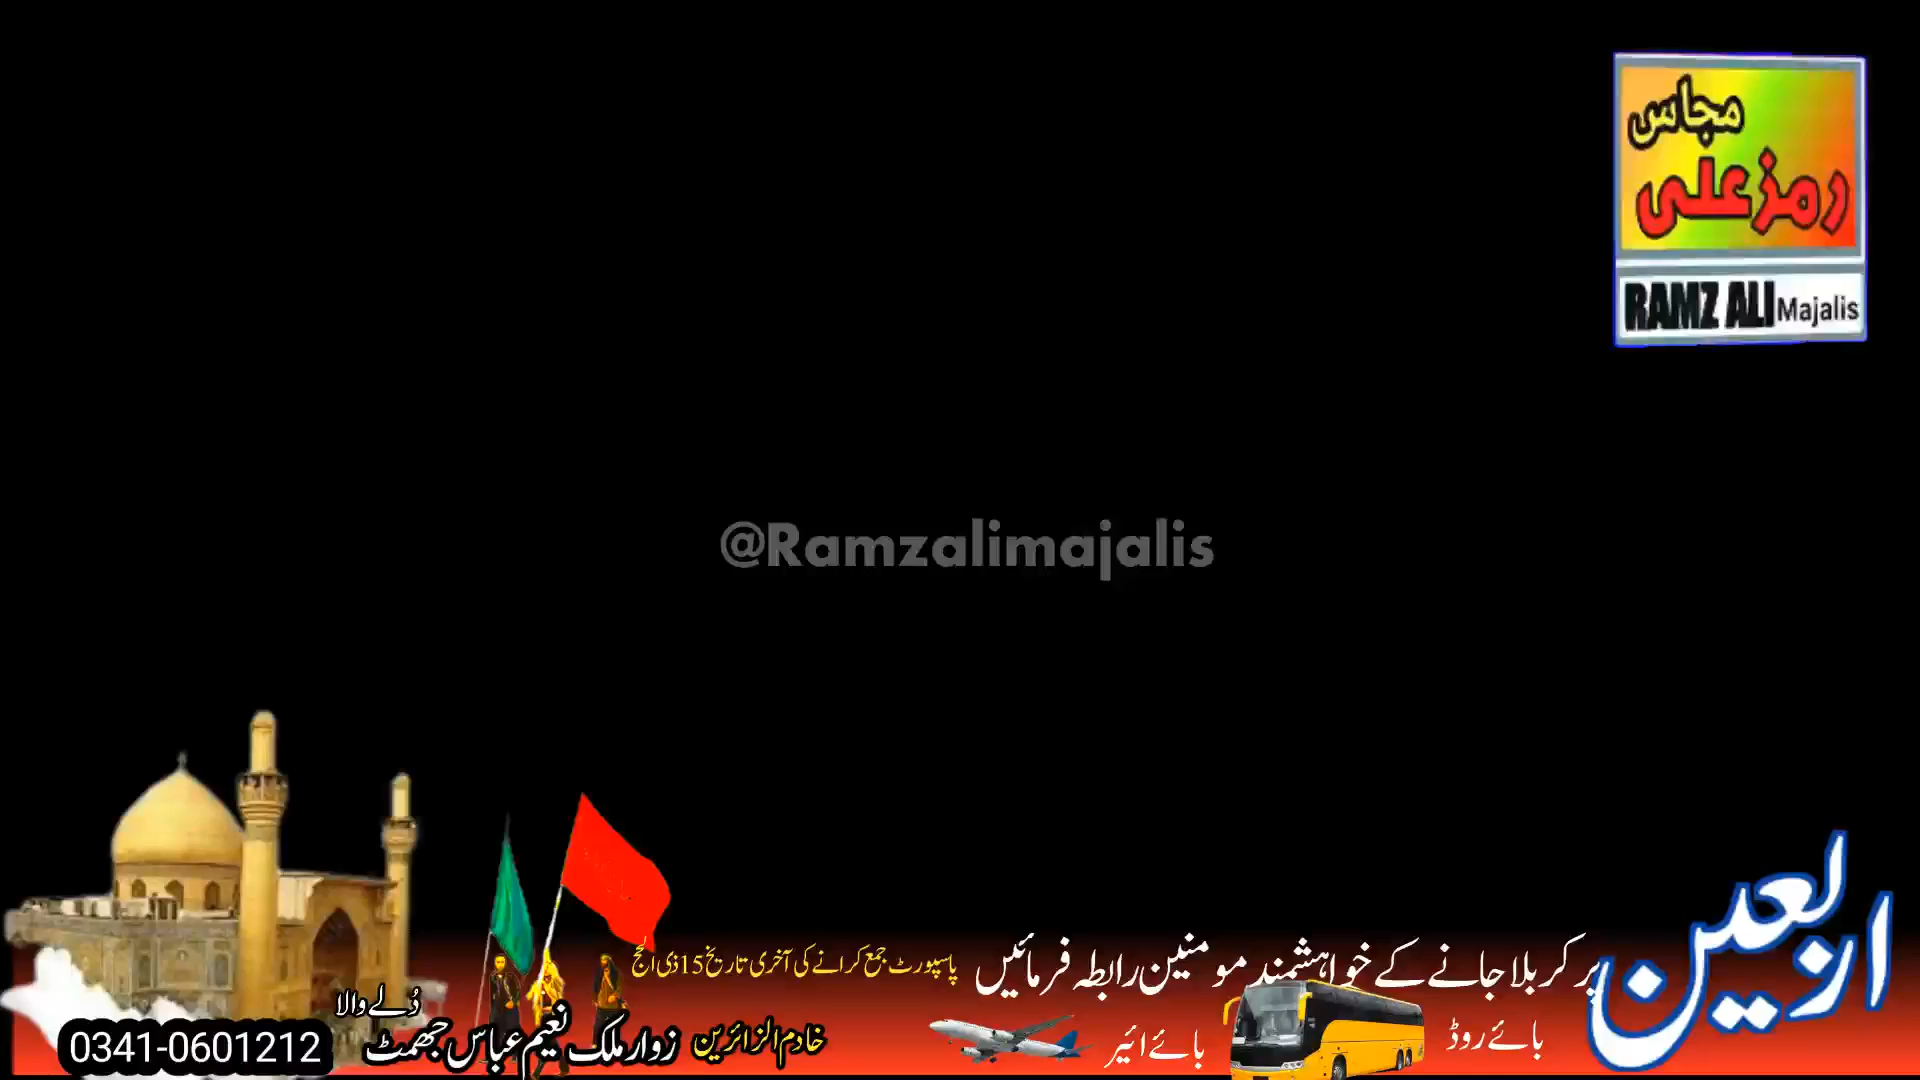 مجالس
رمز علی
RAMZ ALI Majalis
@Ramzalimajalis
اربعین
پر کربلا جانے کے خواہشمند مومنین رابطہ فرمائیں
پاسپورٹ جمع کرانے کی آخری تاریخ 15 ذی الحج
بائے روڈ
بائے ائیر
خادم الزائرین زوار ملک نعیم عباس جھمٹ
دُلے والا
0341-0601212